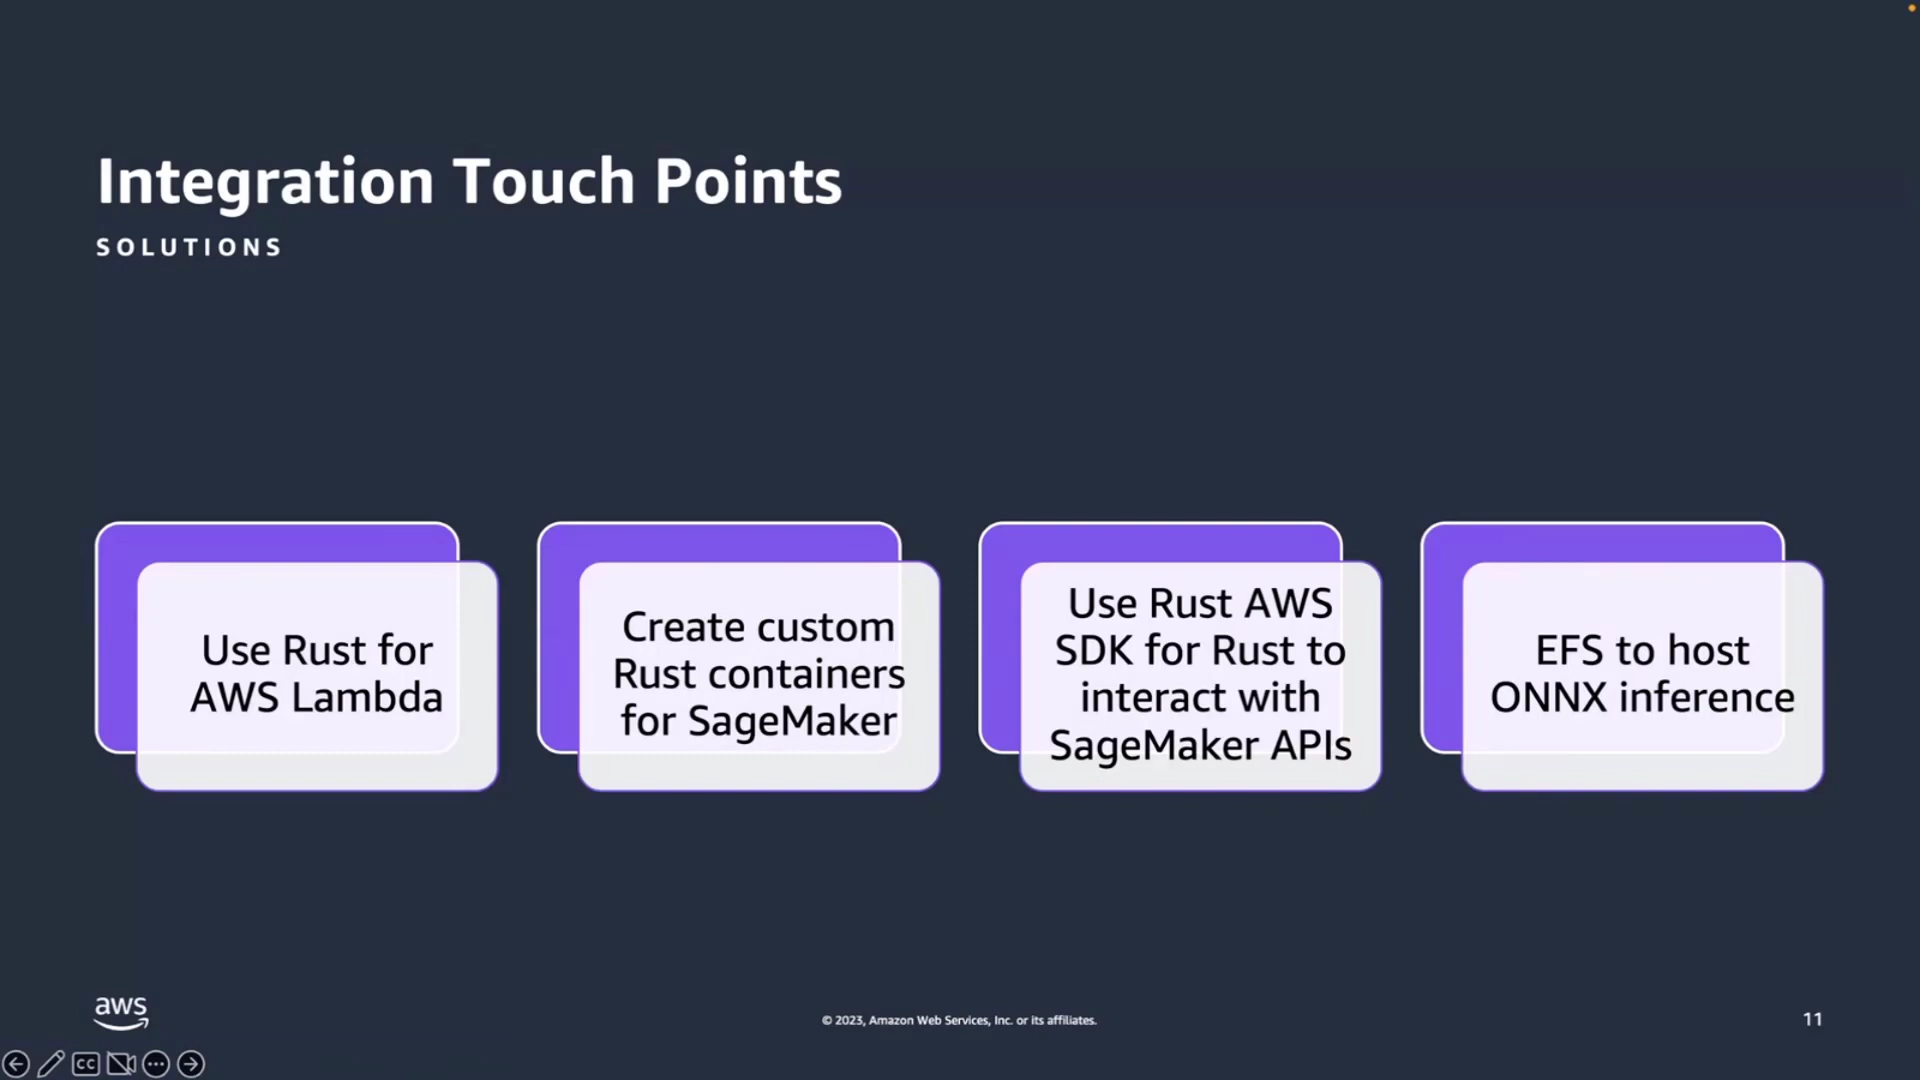 Integration Touch Points
SOLUTIONS
Use Rust for
AWS Lambda
Create custom
Rust containers
for SageMaker
Use Rust AWS
SDK for Rust to
interact with
SageMaker APIs
EFS to host
ONNX inference
aws
© 2023, Amazon Web Services, Inc. or its affiliates.
11
CC